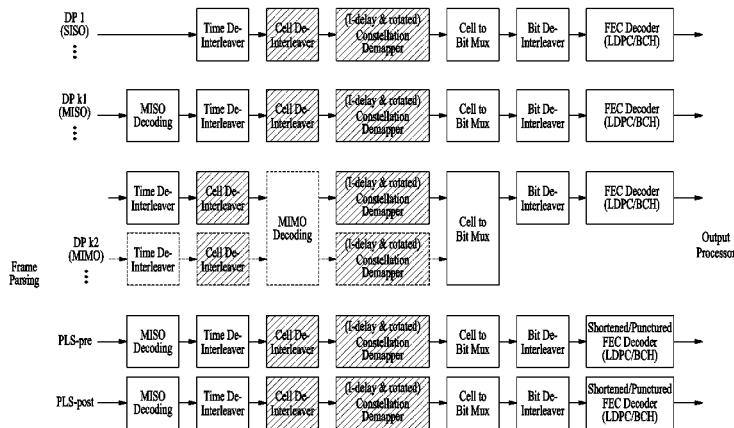 DP 1
(SISO)
Time De-
Interleaver
Cell De-
Interleaver
(I-delay & rotated)
Constellation
Demapper
Cell to
Bit Mux
Bit De-
Interleaver
FEC Decoder
(LDPC/BCH)
DP k1
(MISO)
MISO
Decoding
Time De-
Interleaver
Cell De-
Interleaver
(I-delay & rotated)
Constellation
Demapper
Cell to
Bit Mux
Bit De-
Interleaver
FEC Decoder
(LDPC/BCH)
Time De-
Interleaver
Cell De-
Interleaver
MIMO
Decoding
(I-delay & rotated)
Constellation
Demapper
Cell to
Bit Mux
Bit De-
Interleaver
FEC Decoder
(LDPC/BCH)
DP k2
(MIMO)
Time De-
Interleaver
Cell De-
Interleaver
(I-delay & rotated)
Constellation
Demapper
Frame
Parsing
Output
Processor
PLS-pre
MISO
Decoding
Time De-
Interleaver
Cell De-
Interleaver
(I-delay & rotated)
Constellation
Demapper
Cell to
Bit Mux
Bit De-
Interleaver
Shortened/Punctured
FEC Decoder
(LDPC/BCH)
PLS-post
MISO
Decoding
Time De-
Interleaver
Cell De-
Interleaver
(I-delay & rotated)
Constellation
Demapper
Cell to
Bit Mux
Bit De-
Interleaver
Shortened/Punctured
FEC Decoder
(LDPC/BCH)